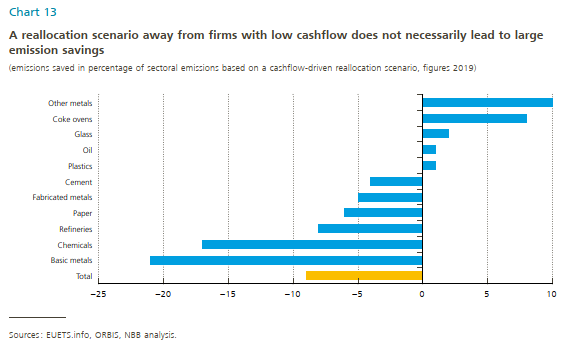 Chart 13
A reallocation scenario away from firms with low cashflow does not necessarily lead to large
emission savings
(emissions saved in percentage of sectoral emissions based on a cashflow-driven reallocation scenario, figures 2019)
Other metals
Coke ovens
Glass
Oil
Plastics
Cement
Fabricated metals
Paper
Refineries
Chemicals
Basic metals
Total
−25 −20 −15 −10 −5 0 5 10
Sources: EUETS.info, ORBIS, NBB analysis.